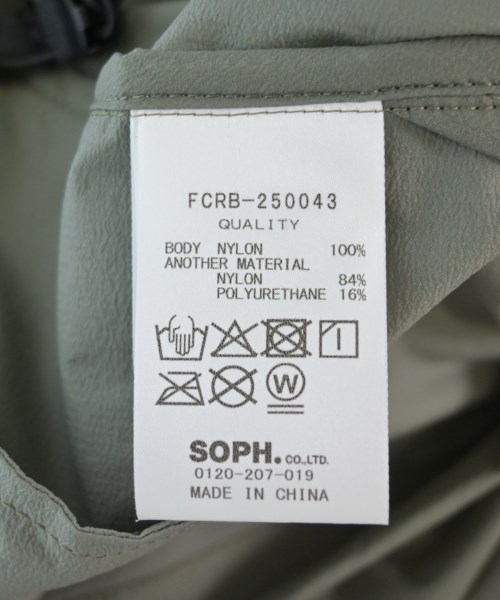 FCRB-250043
QUALITY
BODY NYLON 100%
ANOTHER MATERIAL
NYLON 84%
POLYURETHANE 16%
W
SOPH. CO.,LTD.
0120-207-019
MADE IN CHINA